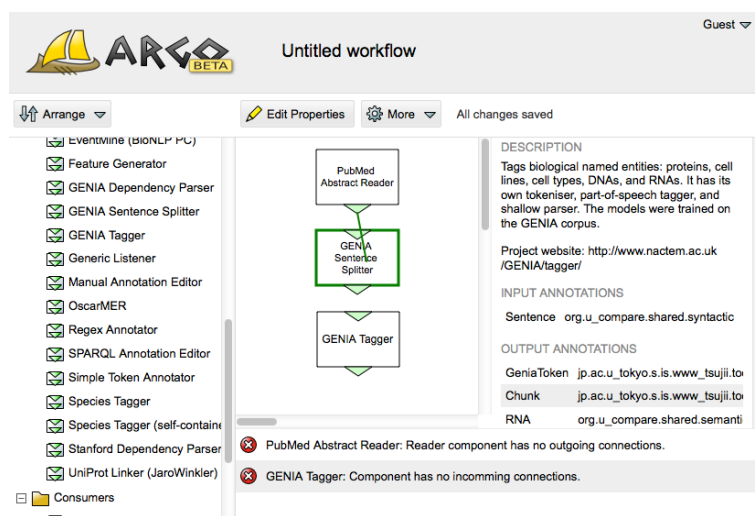 Guest
ARGO
BETA
Untitled workflow
Arrange
Edit Properties
More
All changes saved
EventMine (BioNLP PC)
Feature Generator
GENIA Dependency Parser
GENIA Sentence Splitter
GENIA Tagger
Generic Listener
Manual Annotation Editor
OscarMER
Regex Annotator
SPARQL Annotation Editor
Simple Token Annotator
Species Tagger
Species Tagger (self-containe
Stanford Dependency Parser
UniProt Linker (JaroWinkler)
Consumers
PubMed
Abstract Reader
GENIA
Sentence
Splitter
GENIA Tagger
DESCRIPTION
Tags biological named entities: proteins, cell
lines, cell types, DNAs, and RNAs. It has its
own tokeniser, part-of-speech tagger, and
shallow parser. The models were trained on
the GENIA corpus.
Project website: http://www.nactem.ac.uk
/GENIA/tagger/
INPUT ANNOTATIONS
Sentence org.u_compare.shared.syntactic
OUTPUT ANNOTATIONS
GeniaToken jp.ac.u_tokyo.s.is.www_tsujii.to
Chunk jp.ac.u_tokyo.s.is.www_tsujii.to
RNA org.u_compare.shared.semanti
PubMed Abstract Reader: Reader component has no outgoing connections.
GENIA Tagger: Component has no incomming connections.